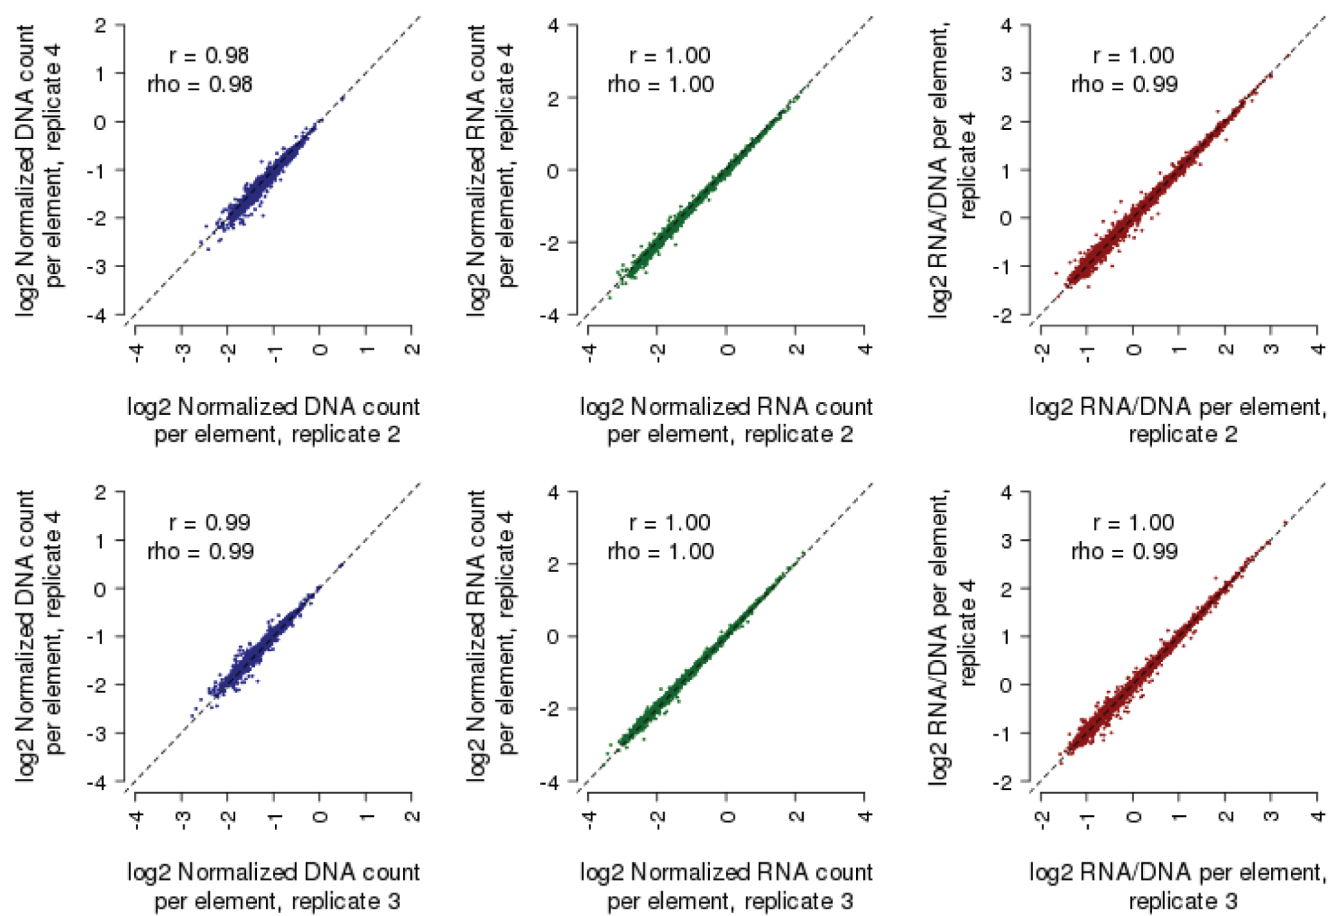 log2 Normalized DNA count
per element, replicate 4
2
1
0
-1
-2
-3
-4
r = 0.98
rho = 0.98
-4
-3
-2
-1
0
1
2
log2 Normalized DNA count
per element, replicate 2
log2 Normalized RNA count
per element, replicate 4
4
2
0
-2
-4
r = 1.00
rho = 1.00
-4
-2
0
2
4
log2 Normalized RNA count
per element, replicate 2
log2 RNA/DNA per element,
replicate 4
4
3
2
1
0
-1
-2
r = 1.00
rho = 0.99
-2
-1
0
1
2
3
4
log2 RNA/DNA per element,
replicate 2
log2 Normalized DNA count
per element, replicate 4
2
1
0
-1
-2
-3
-4
r = 0.99
rho = 0.99
-4
-3
-2
-1
0
1
2
log2 Normalized DNA count
per element, replicate 3
log2 Normalized RNA count
per element, replicate 4
4
2
0
-2
-4
r = 1.00
rho = 1.00
-4
-2
0
2
4
log2 Normalized RNA count
per element, replicate 3
log2 RNA/DNA per element,
replicate 4
4
3
2
1
0
-1
-2
r = 1.00
rho = 0.99
-2
-1
0
1
2
3
4
log2 RNA/DNA per element,
replicate 3